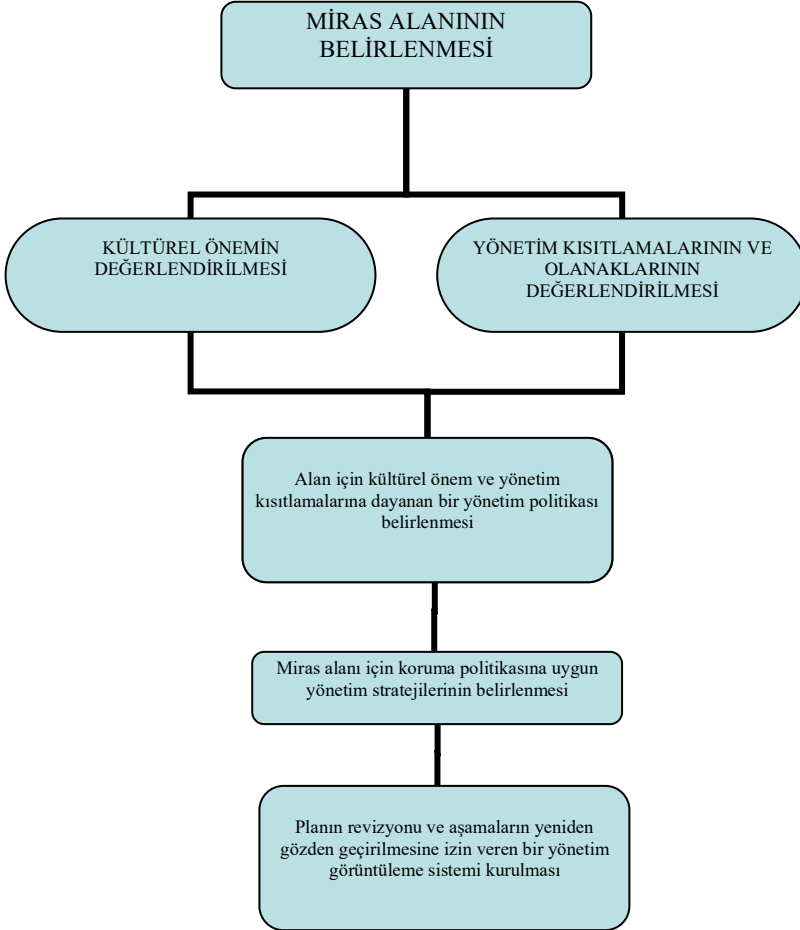 MİRAS ALANININ
BELİRLENMESİ
KÜLTÜREL ÖNEMİN
DEĞERLENDİRİLMESİ
YÖNETİM KISITLAMALARININ VE
OLANAKLARININ
DEĞERLENDİRİLMESİ
Alan için kültürel önem ve yönetim
kısıtlamalarına dayanan bir yönetim politikası
belirlenmesi
Miras alanı için koruma politikasına uygun
yönetim stratejilerinin belirlenmesi
Planın revizyonu ve aşamaların yeniden
gözden geçirilmesine izin veren bir yönetim
görüntüleme sistemi kurulması